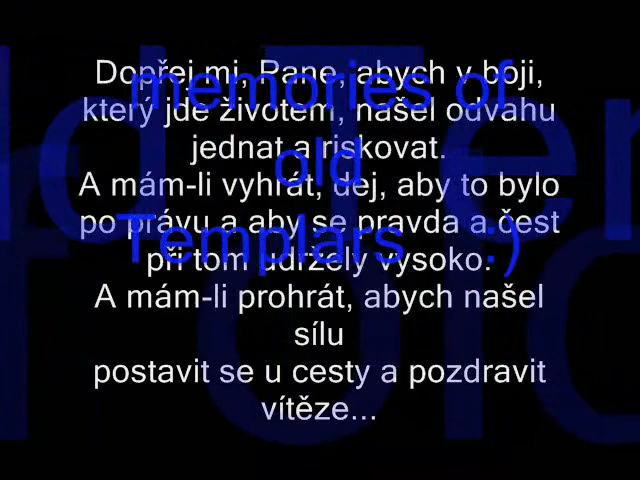 Dopřej mi, Pane, abych v boji,
který jde životem, našel odvahu
jednat a riskovat.
A mám-li vyhrát, dej, aby to bylo
po právu a aby se pravda a čest
při tom udržely vysoko.
A mám-li prohrát, abych našel
sílu
postavit se u cesty a pozdravit
vítěze...
memories of
old
Templars :)